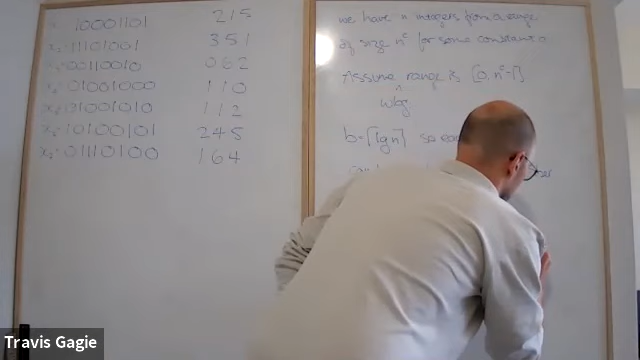 10001101 215
x₂ 11101001 351
x₃ 00110010 062
x₄ 01001000 110
x₅ 01001010 112
x₆ 10100101 245
x₇ 01110100 164
we have n integers from a range
of size n^c for some constant c
Assume range is [0, n^c-1]
wlog
b=⌈lg n⌉ so
Travis Gagie